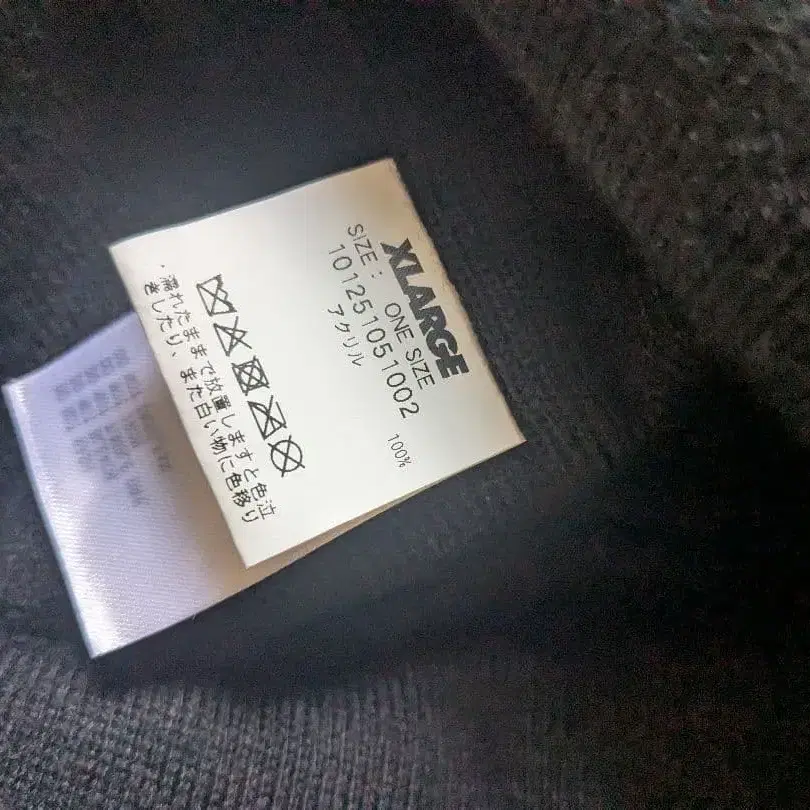 XLARGE
SIZE: ONE SIZE
101251051002
アクリル 100%
・濡れたままで放置しますと色泣
きしたり、また白い物に色移り